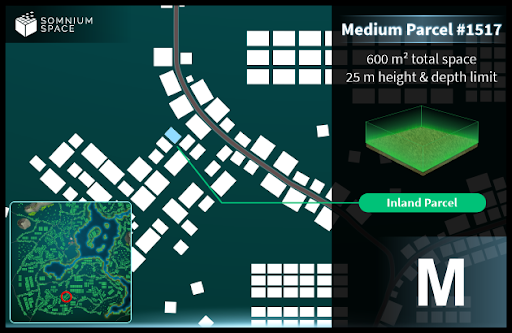 SOMNIUM
SPACE
Medium Parcel #1517
600 m² total space
25 m height & depth limit
Inland Parcel
M